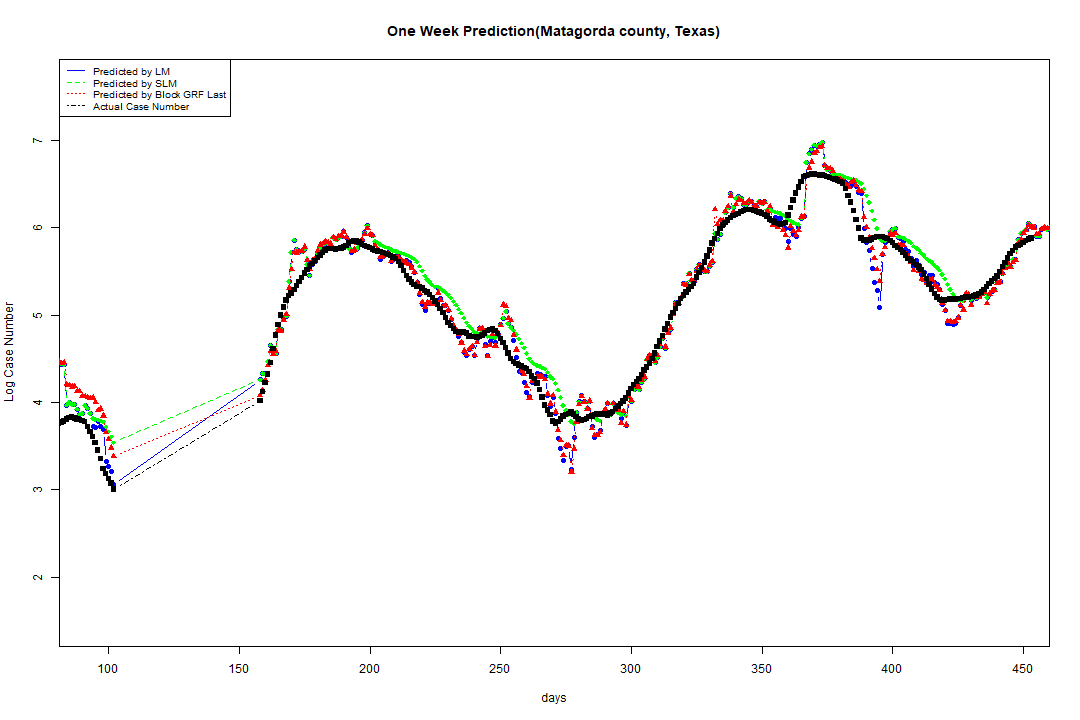 One Week Prediction(Matagorda county, Texas)
Predicted by LM
Predicted by SLM
Predicted by Block GRF Last
Actual Case Number
Log Case Number
7
6
5
4
3
2
100 150 200 250 300 350 400 450
days